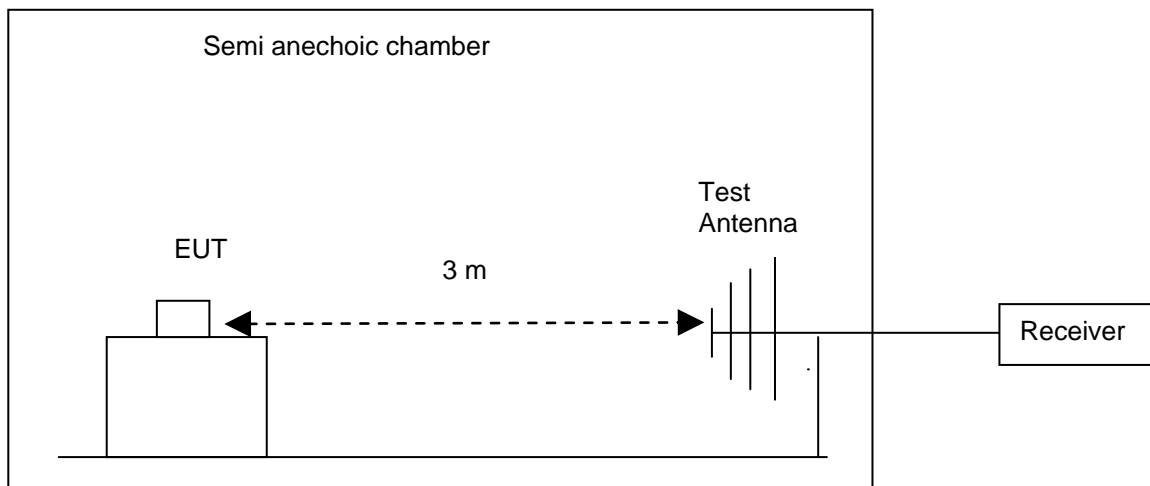 Semi anechoic chamber
Test
Antenna
EUT
3 m
Receiver